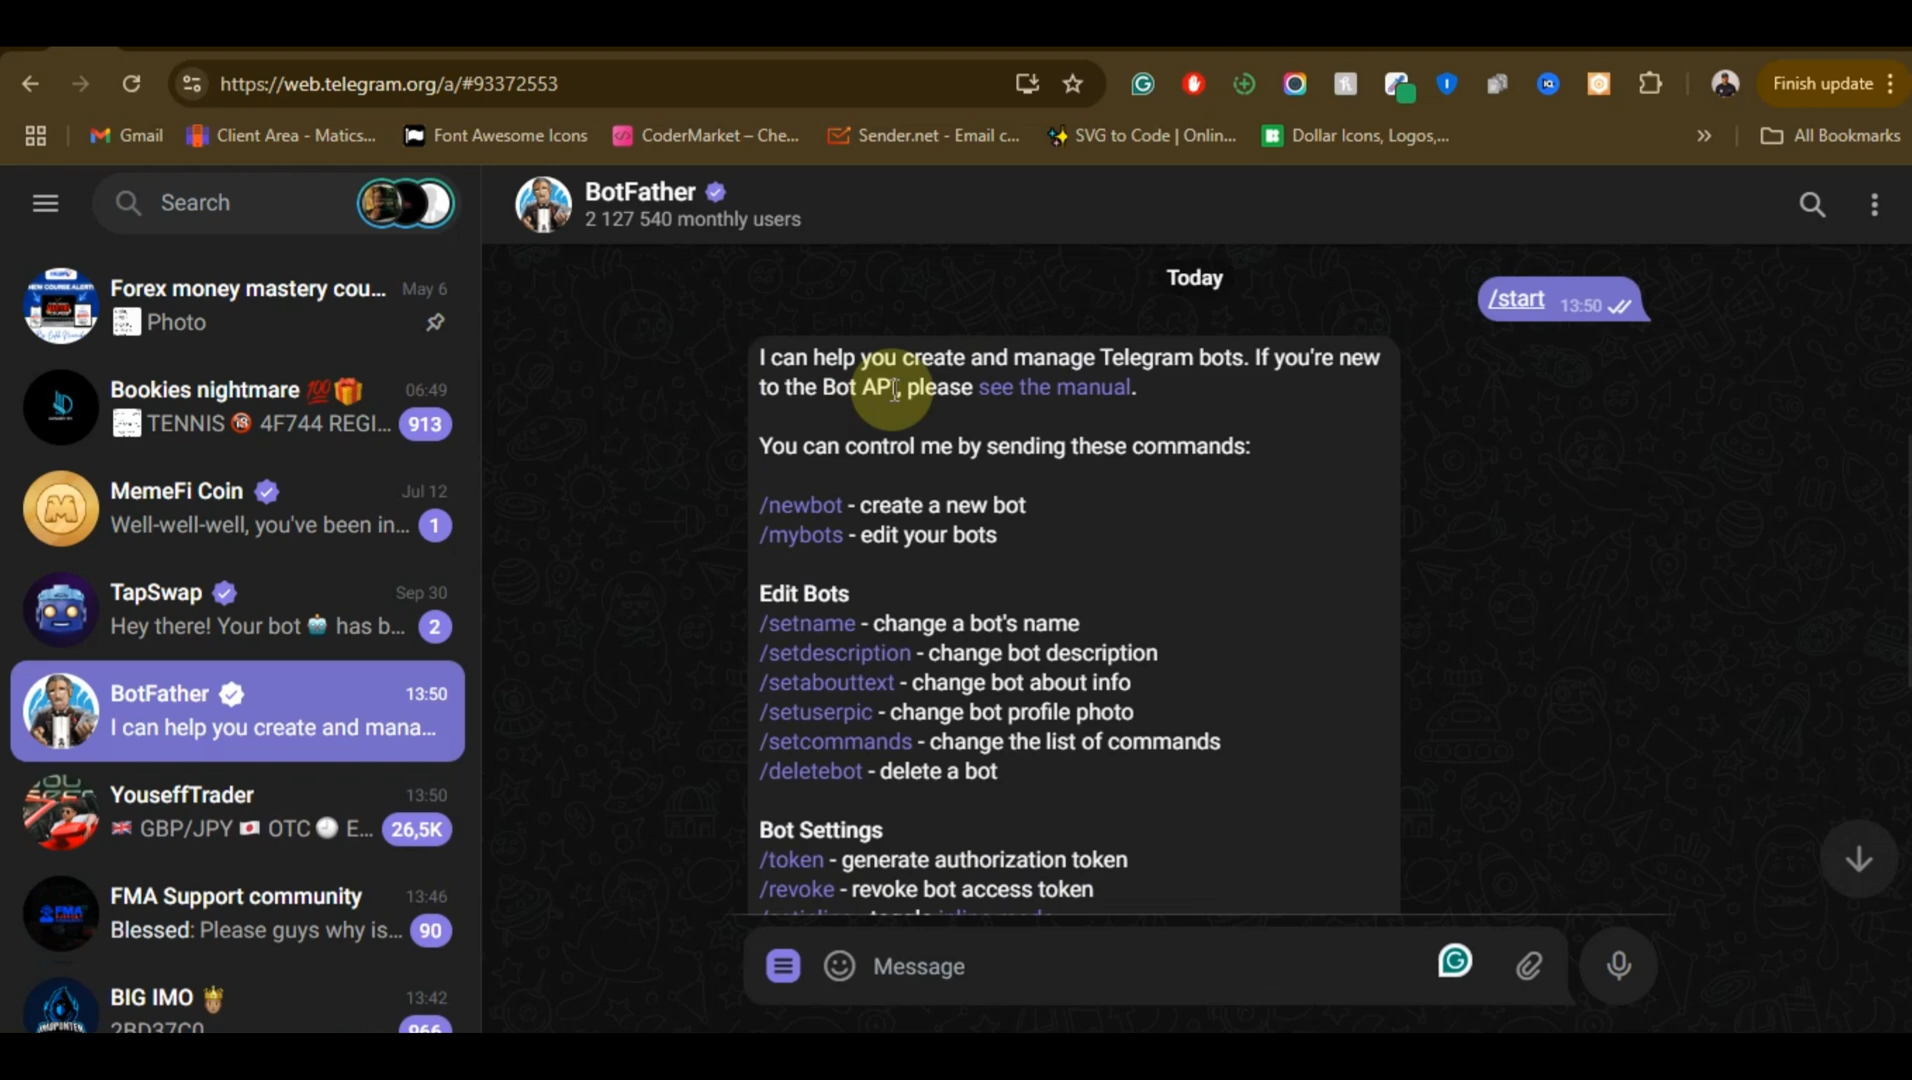 https://web.telegram.org/a/#93372553
Finish update
Gmail
Client Area - Matics...
Font Awesome Icons
CoderMarket – Che...
Sender.net - Email c...
SVG to Code | Onlin...
Dollar Icons, Logos,...
All Bookmarks
Search
Forex money mastery cou... May 6
Photo
Bookies nightmare 💯🎁 06:49
TENNIS 🔞 4F744 REGI... 913
MemeFi Coin Jul 12
Well-well-well, you've been in... 1
TapSwap Sep 30
Hey there! Your bot 🤖 has b... 2
BotFather 13:50
I can help you create and mana...
YouseffTrader 13:50
🇬🇧 GBP/JPY 🇯🇵 OTC 🕘 E... 26,5K
FMA Support community 13:46
Blessed: Please guys why is... 90
BIG IMO 🤴 13:42
2BD37C0 966
BotFather
2 127 540 monthly users
Today
/start 13:50
I can help you create and manage Telegram bots. If you're new
to the Bot API, please see the manual.
You can control me by sending these commands:
/newbot - create a new bot
/mybots - edit your bots
Edit Bots
/setname - change a bot's name
/setdescription - change bot description
/setabouttext - change bot about info
/setuserpic - change bot profile photo
/setcommands - change the list of commands
/deletebot - delete a bot
Bot Settings
/token - generate authorization token
/revoke - revoke bot access token
Message